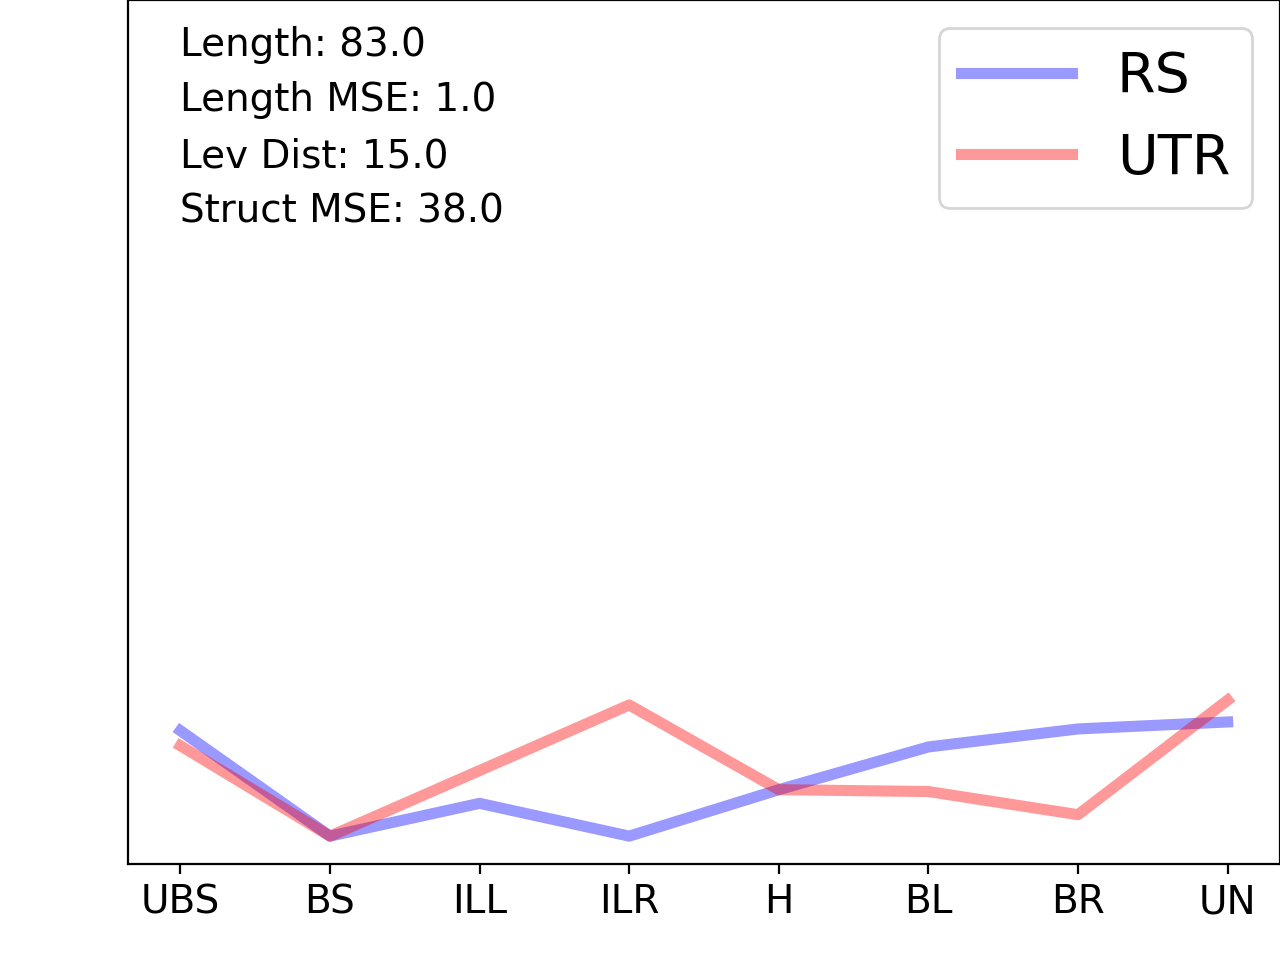 Length: 83.0
Length MSE: 1.0
Lev Dist: 15.0
Struct MSE: 38.0
RS
UTR
UBS BS ILL ILR H BL BR UN